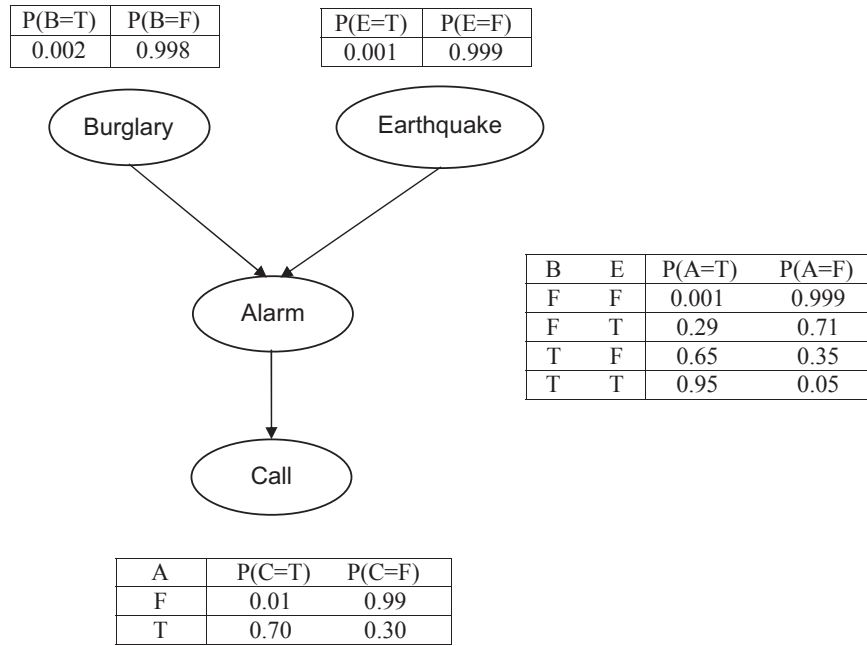 P(B=T) P(B=F)
0.002 0.998
P(E=T) P(E=F)
0.001 0.999
Burglary
Earthquake
B E P(A=T) P(A=F)
F F 0.001 0.999
F T 0.29 0.71
T F 0.65 0.35
T T 0.95 0.05
Alarm
Call
A P(C=T) P(C=F)
F 0.01 0.99
T 0.70 0.30